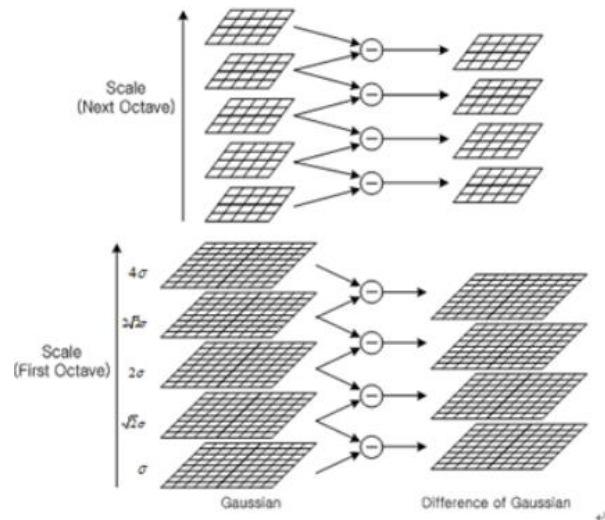 Scale
(Next Octave)
4σ
2√2σ
Scale
(First Octave)
2σ
√2σ
σ
Gaussian
Difference of Gaussian